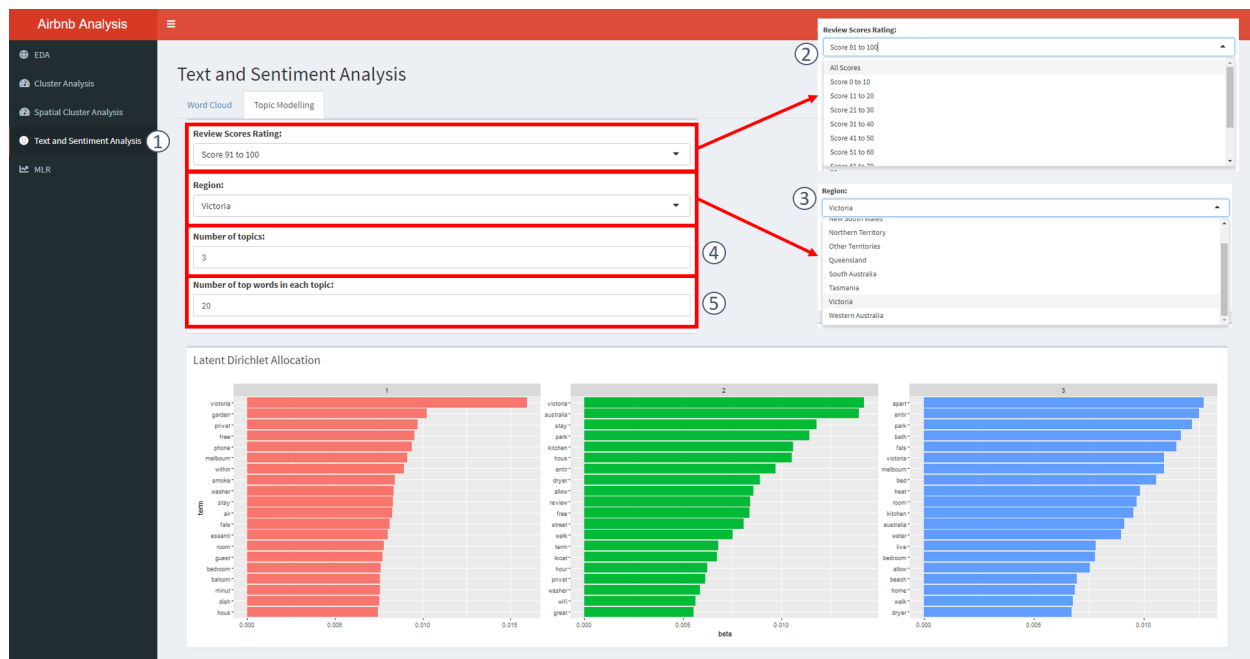 Airbnb Analysis
EDA
Cluster Analysis
Spatial Cluster Analysis
Text and Sentiment Analysis
MLR
①
Text and Sentiment Analysis
Word Cloud Topic Modelling
Review Scores Rating:
Score 91 to 100
Region:
Victoria
Number of topics:
3
④
Number of top words in each topic:
20
⑤
②
Review Scores Rating:
Score 91 to 100
All Scores
Score 0 to 10
Score 11 to 20
Score 21 to 30
Score 31 to 40
Score 41 to 50
Score 51 to 60
Score 61 to 70
③
Region:
Victoria
New South Wales
Northern Territory
Other Territories
Queensland
South Australia
Tasmania
Victoria
Western Australia
Latent Dirichlet Allocation
term
1
victoria
garden
privat
free
phone
melbourn
within
smoke
washer
stay
air
fals
essenti
room
guest
bedroom
balconi
minut
dish
hous
0.000 0.005 0.010 0.015
2
victoria
australia
stay
park
kitchen
hous
entir
dryer
allow
review
free
street
walk
term
locat
hour
privat
washer
wifi
great
0.000 0.005 0.010
3
apart
entir
park
bath
fals
victoria
melbourn
bed
heat
room
kitchen
australia
water
live
bedroom
allow
beach
home
walk
dryer
0.000 0.005 0.010
beta